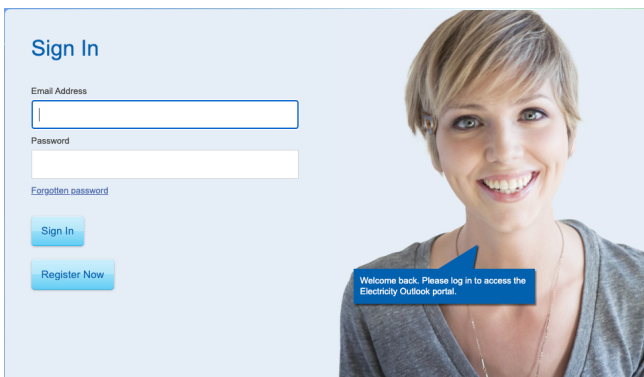 Sign In
Email Address
Password
Forgotten password
Sign In
Register Now
Welcome back. Please log in to access the
Electricity Outlook portal.